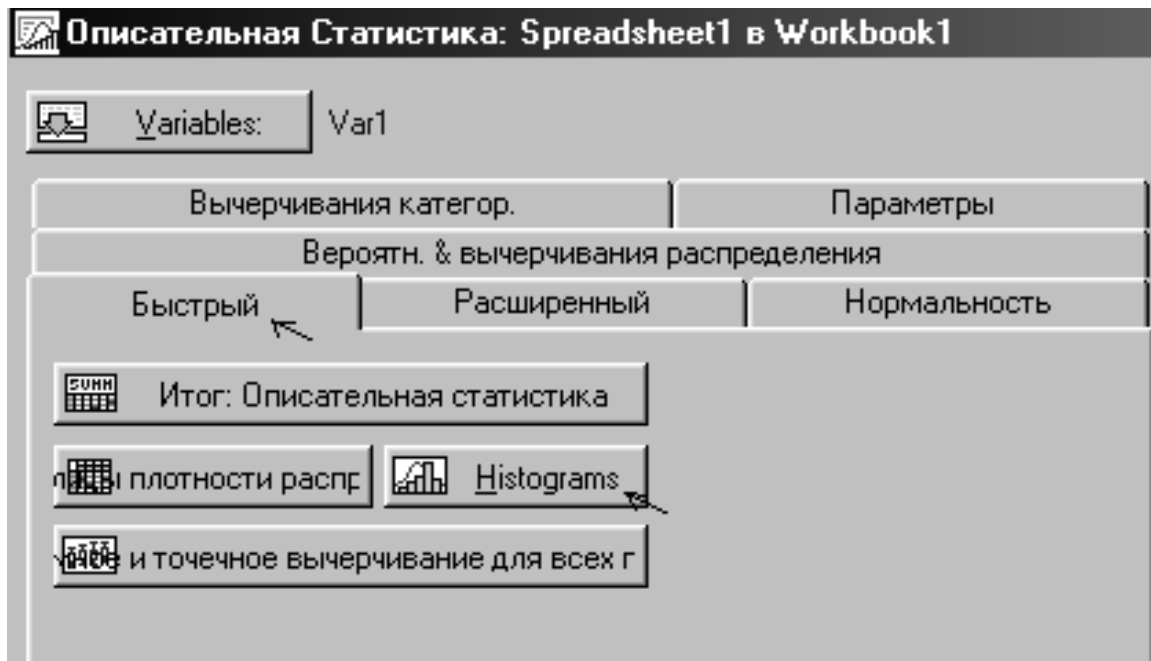 Описательная Статистика: Spreadsheet1 в Workbook1
Variables: Var1
Вычерчивания категор. Параметры
Вероятн. & вычерчивания распределения
Быстрый Расширенный Нормальность
SUMM Итог: Описательная статистика
плотности распр Histograms
и точечное вычерчивание для всех г